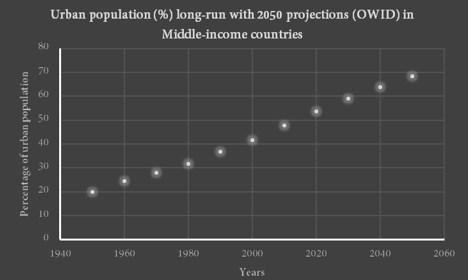 Urban population (%) long-run with 2050 projections (OWID) in
Middle-income countries
80
70
60
50
40
30
20
10
0
1940 1960 1980 2000 2020 2040 2060
Percentage of urban population
Years